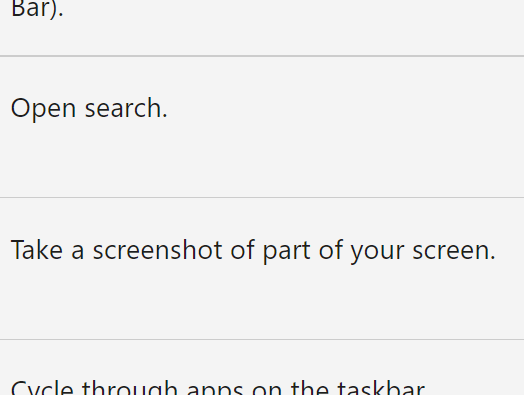 Bar).
Open search.
Take a screenshot of part of your screen.
Cycle through apps on the taskbar